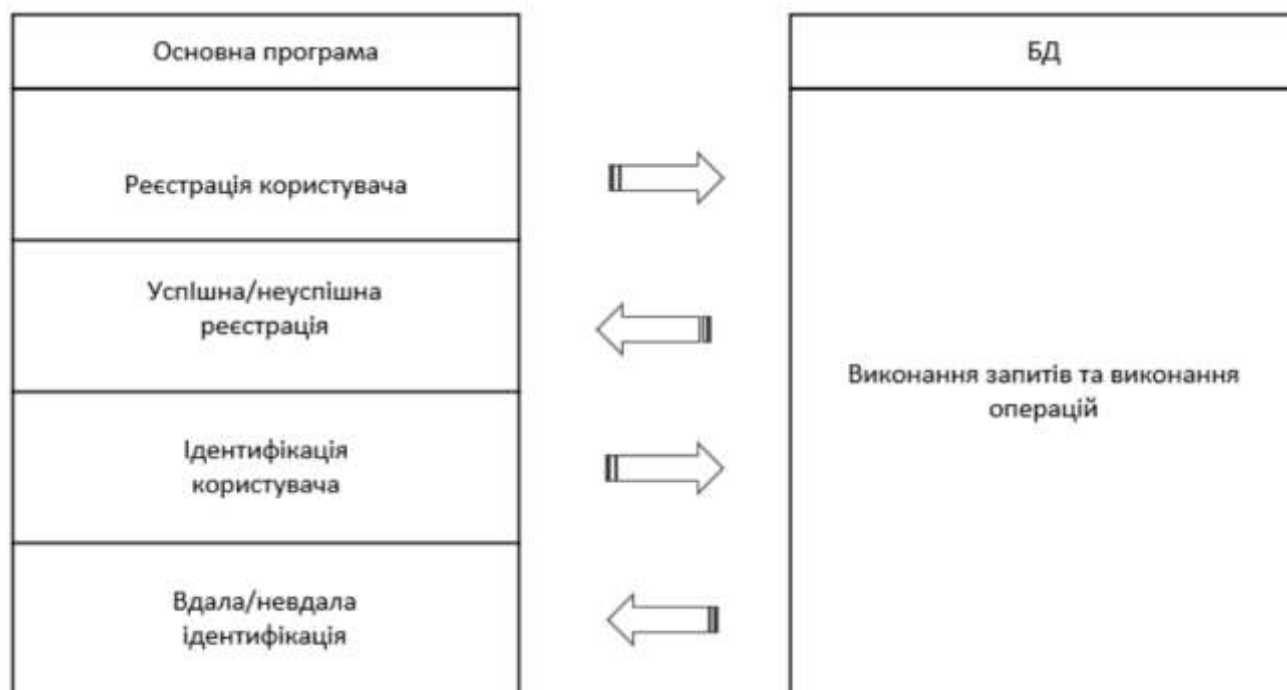 Основна програма
БД
Реєстрація користувача
Успішна/неуспішна
реєстрація
Виконання запитів та виконання
операцій
Ідентифікація
користувача
Вдала/невдала
ідентифікація